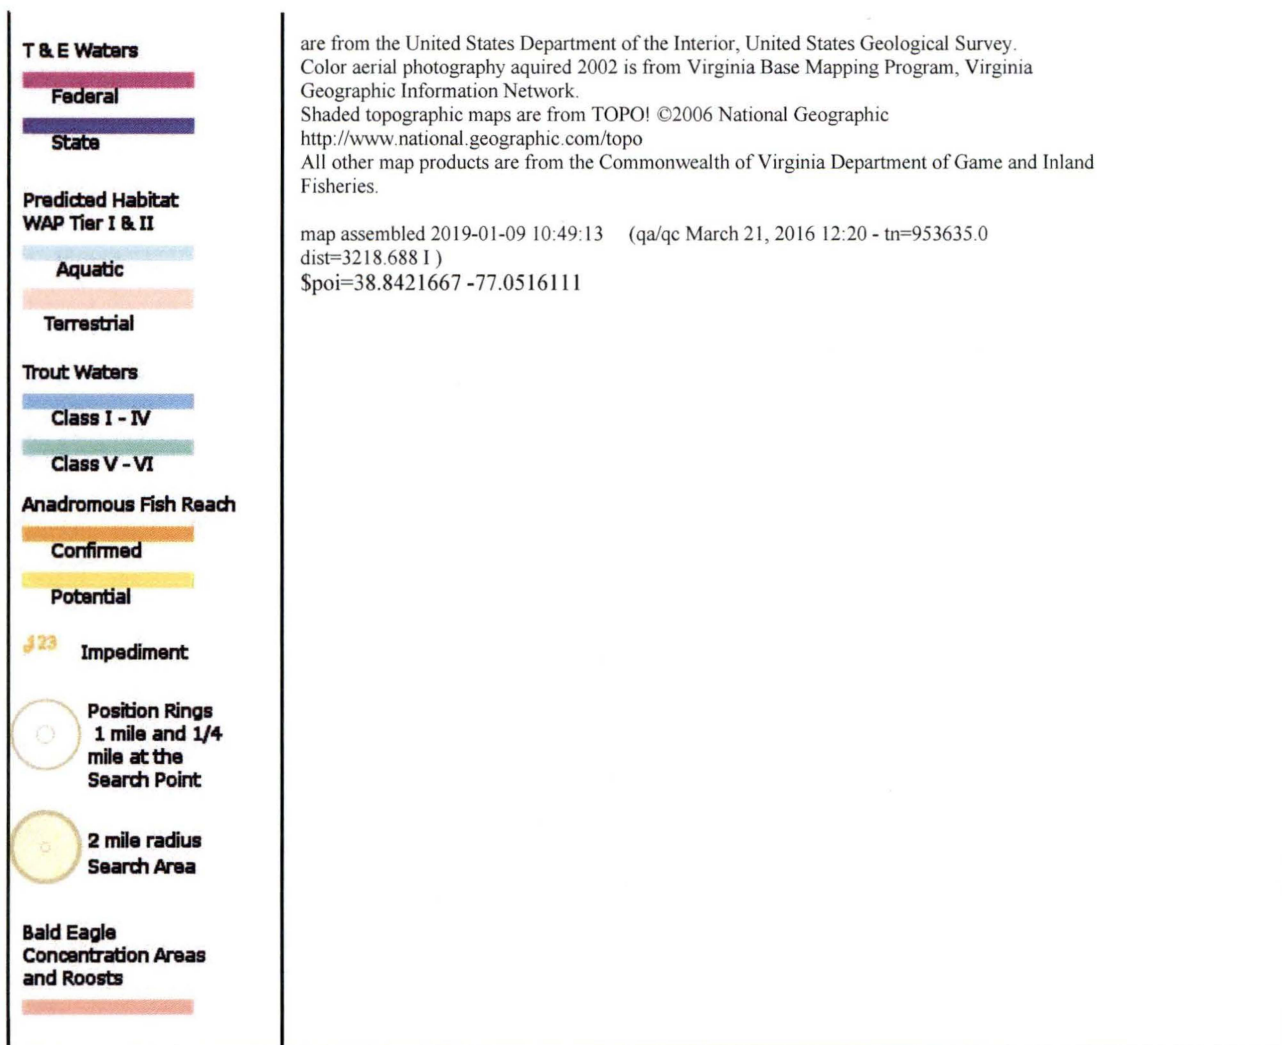 T & E Waters
Federal
State
Predicted Habitat
WAP Tier I & II
Aquatic
Terrestrial
Trout Waters
Class I - IV
Class V - VI
Anadromous Fish Reach
Confirmed
Potential
23
Impediment
Position Rings
1 mile and 1/4
mile at the
Search Point
2 mile radius
Search Area
Bald Eagle
Concentration Areas
and Roosts
are from the United States Department of the Interior, United States Geological Survey.
Color aerial photography aquired 2002 is from Virginia Base Mapping Program, Virginia
Geographic Information Network.
Shaded topographic maps are from TOPO! ©2006 National Geographic
http://www.national.geographic.com/topo
All other map products are from the Commonwealth of Virginia Department of Game and Inland
Fisheries.
map assembled 2019-01-09 10:49:13 (qa/qc March 21, 2016 12:20 - tn=953635.0
dist=3218.688 I )
$poi=38.8421667 -77.0516111